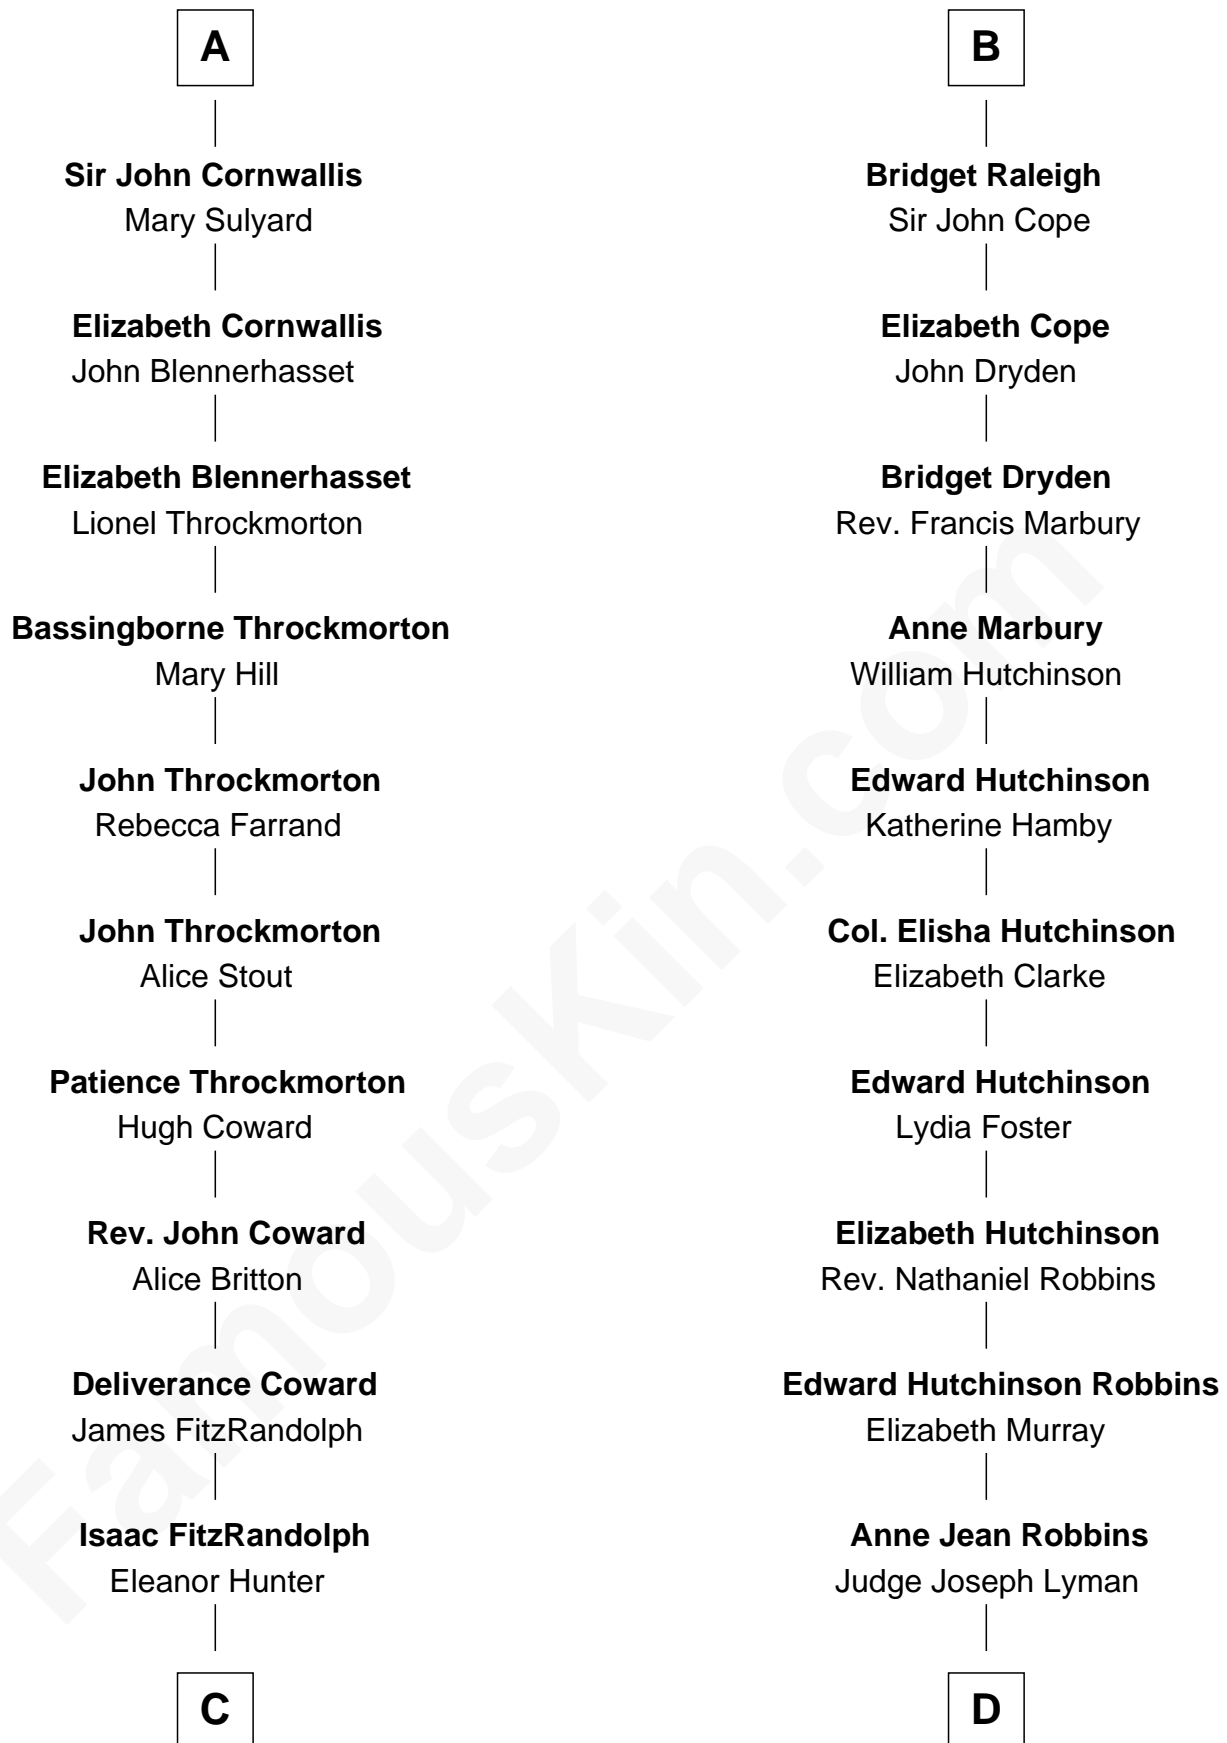 A
Sir John Cornwallis
Mary Sulyard
Elizabeth Cornwallis
John Blennerhasset
Elizabeth Blennerhasset
Lionel Throckmorton
Bassingborne Throckmorton
Mary Hill
John Throckmorton
Rebecca Farrand
John Throckmorton
Alice Stout
Patience Throckmorton
Hugh Coward
Rev. John Coward
Alice Britton
Deliverance Coward
James FitzRandolph
Isaac FitzRandolph
Eleanor Hunter
C
B
Bridget Raleigh
Sir John Cope
Elizabeth Cope
John Dryden
Bridget Dryden
Rev. Francis Marbury
Anne Marbury
William Hutchinson
Edward Hutchinson
Katherine Hamby
Col. Elisha Hutchinson
Elizabeth Clarke
Edward Hutchinson
Lydia Foster
Elizabeth Hutchinson
Rev. Nathaniel Robbins
Edward Hutchinson Robbins
Elizabeth Murray
Anne Jean Robbins
Judge Joseph Lyman
D
FamousKin.com